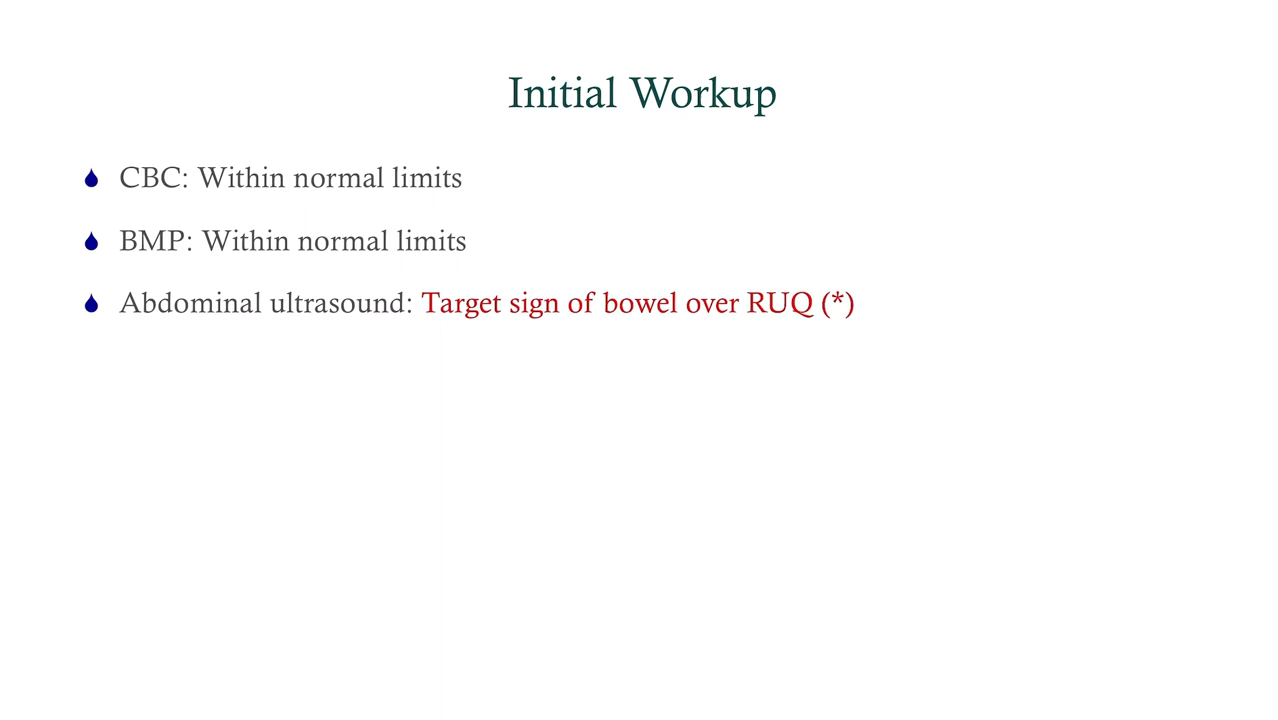 Initial Workup
CBC: Within normal limits
BMP: Within normal limits
Abdominal ultrasound: Target sign of bowel over RUQ (*)